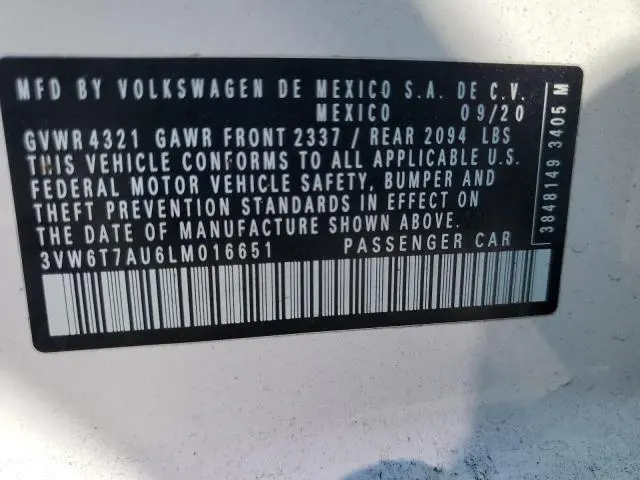 MFD BY VOLKSWAGEN DE MEXICO S.A. DE C.V.
MEXICO 09/20
GVWR 4321 GAWR FRONT 2337 / REAR 2094 LBS
THIS VEHICLE CONFORMS TO ALL APPLICABLE U.S.
FEDERAL MOTOR VEHICLE SAFETY, BUMPER AND
THEFT PREVENTION STANDARDS IN EFFECT ON
THE DATE OF MANUFACTURE SHOWN ABOVE.
3VW6T7AU6LM016651 PASSENGER CAR
3848149 3405 M